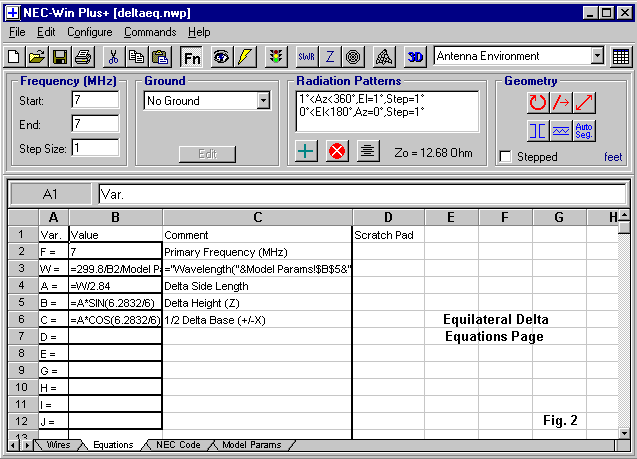 NEC-Win Plus+ [deltaeq.nwp]
File Edit Configure Commands Help
Fn SWR Z 3D Antenna Environment
Frequency (MHz)
Start: 7
End: 7
Step Size: 1
Ground
No Ground
Edit
Radiation Patterns
1°<Az<360°,El=1°,Step=1°
0°<El<180°,Az=0°,Step=1°
Zo = 12.68 Ohm
Geometry
Auto Seg.
Stepped feet
A1 Var.
A B C D E F G H
1 Var. Value Comment Scratch Pad
2 F = 7 Primary Frequency (MHz)
3 W = =299.8/B2/Model Pa ="Wavelength("&Model Params!$B$5&"
4 A = =W/2.84 Delta Side Length
5 B = =A*SIN(6.2832/6) Delta Height (Z)
6 C = =A*COS(6.2832/6) 1/2 Delta Base (+/-X) Equilateral Delta
7 D = Equations Page
8 E =
9 G =
10 H =
11 I =
12 J = Fig. 2
13
Wires Equations NEC Code Model Params